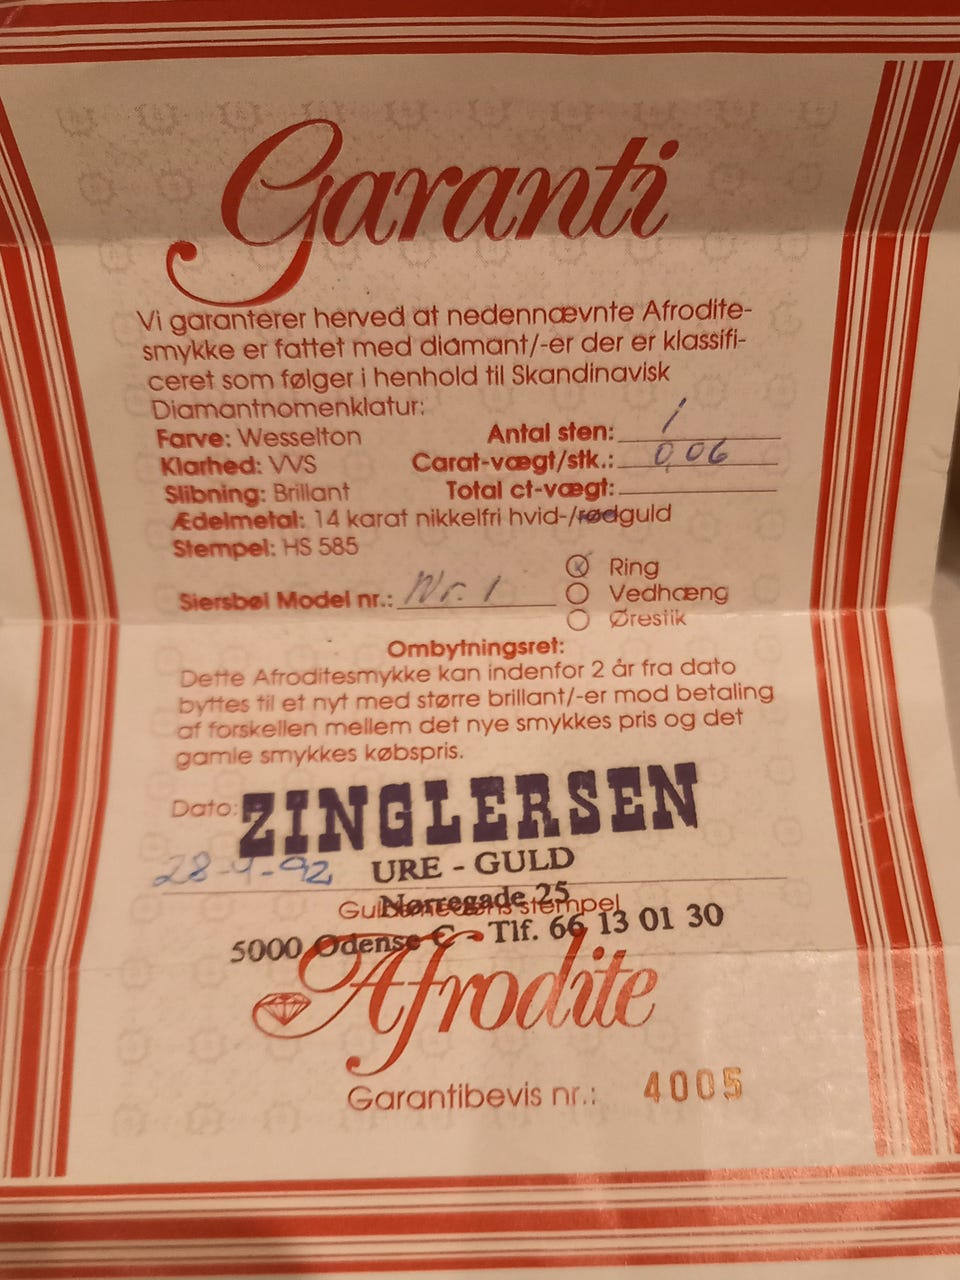 Garanti
Vi garanterer herved at nedennævnte Afrodite-
smykke er fattet med diamant/-er der er klassifi-
ceret som følger i henhold til Skandinavisk
Diamantnomenklatur:
Farve: Wesselton Antal sten: 1
Klarhed: VVS Carat-vægt/stk.: 0,06
Slibning: Brillant Total ct-vægt:
Ædelmetal: 14 karat nikkelfri hvid-/rødguld
Stempel: HS 585
Ring
Siersbøl Model nr.: Nr. 1 Vedhæng
Ørestik
Ombytningsret:
Dette Afroditesmykke kan indenfor 2 år fra dato
byttes til et nyt med større brillant/-er mod betaling
af forskellen mellem det nye smykkes pris og det
gamle smykkes købspris.
Dato: ZINGLERSEN
28-4-92 URE - GULD
Nørregade 25
Guldsmedens stempel
5000 Odense C - Tlf. 66 13 01 30
Afrodite
Garantibevis nr.: 4005